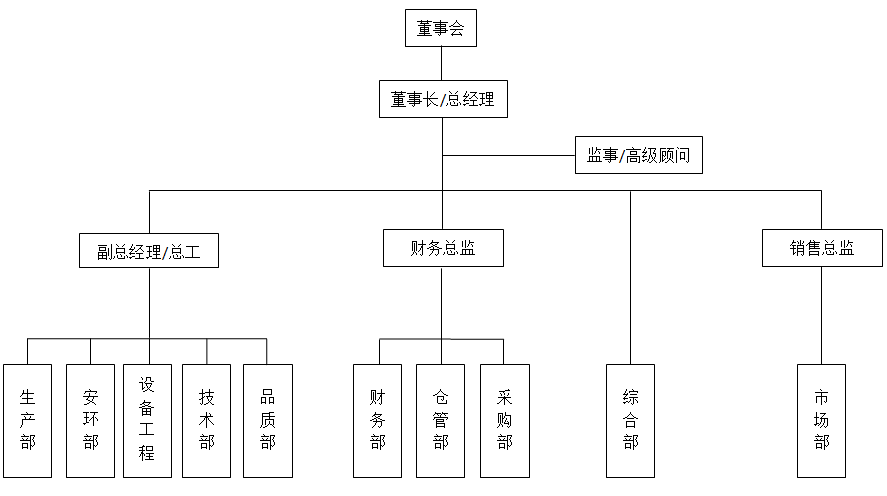 董事会
董事长/总经理
监事/高级顾问
副总经理/总工
财务总监
销售总监
生产部
安环部
设备工程
技术部
品质部
财务部
仓管部
采购部
综合部
市场部